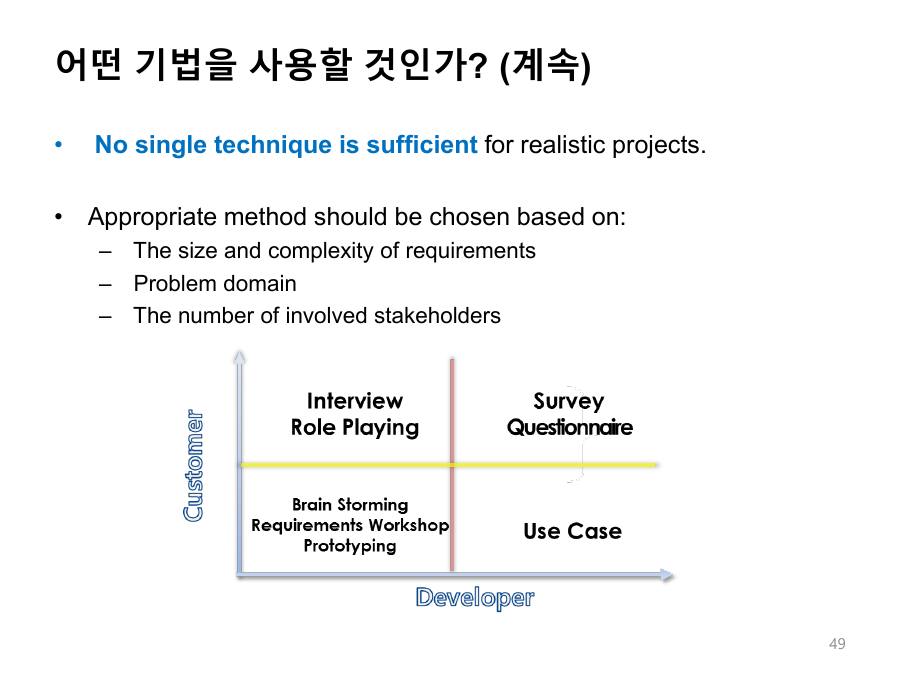 어떤 기법을 사용할 것인가? (계속)
• No single technique is sufficient for realistic projects.
• Appropriate method should be chosen based on:
– The size and complexity of requirements
– Problem domain
– The number of involved stakeholders
Customer
Interview
Role Playing
Survey
Questionnaire
Brain Storming
Requirements Workshop
Prototyping
Use Case
Developer
49